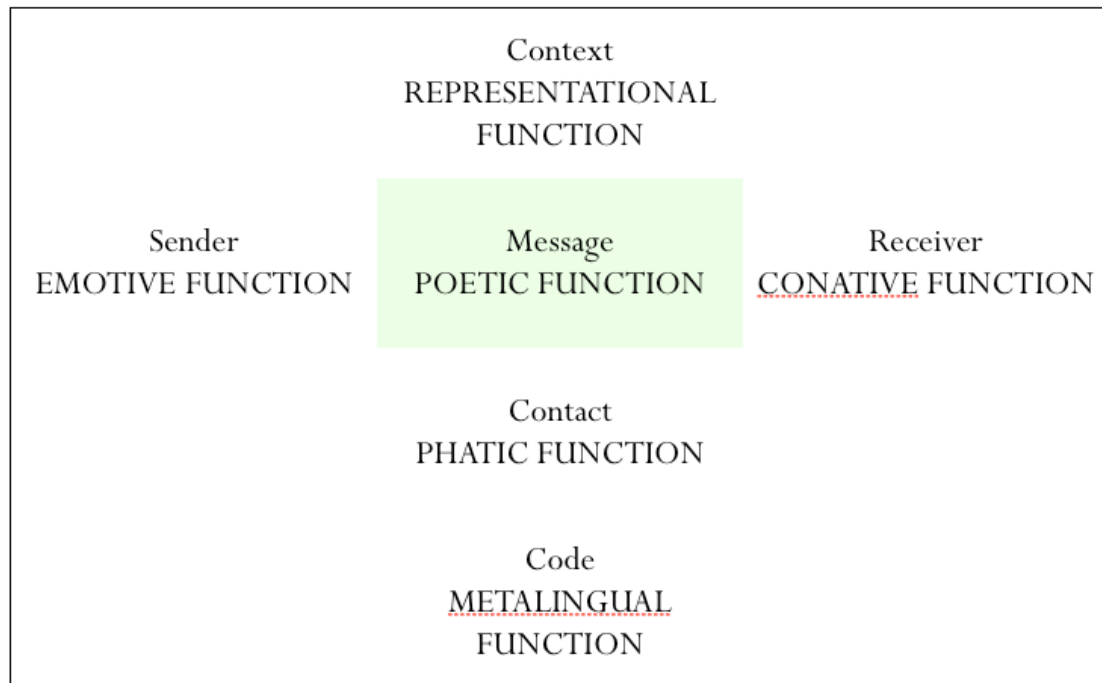 Context
REPRESENTATIONAL
FUNCTION
Sender
EMOTIVE FUNCTION
Message
POETIC FUNCTION
Receiver
CONATIVE FUNCTION
Contact
PHATIC FUNCTION
Code
METALINGUAL
FUNCTION